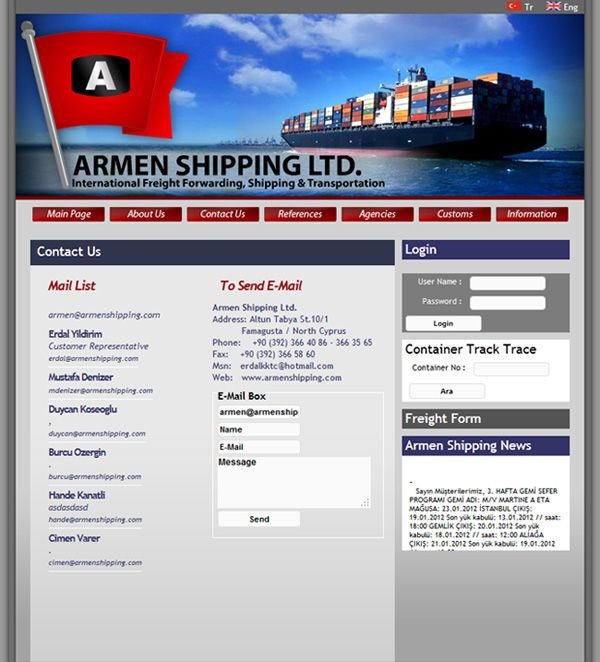 Tr Eng
A
ARMEN SHIPPING LTD.
International Freight Forwarding, Shipping & Transportation
Main Page About Us Contact Us References Agencies Customs Information
Contact Us
Mail List
armen@armenshipping.com
Erdal Yildirim
Customer Representative
erdal@armenshipping.com
Mustafa Denizer
mdenizer@armenshipping.com
Duycan Koseoglu
,
duycan@armenshipping.com
Burcu Ozergin
.
burcu@armenshipping.com
Hande Kanatli
asdasdasd
hande@armenshipping.com
Cimen Varer
.
cimen@armenshipping.com
To Send E-Mail
Armen Shipping Ltd.
Address: Altun Tabya St.10/1
Famagusta / North Cyprus
Phone: +90 (392) 366 40 86 - 366 35 65
Fax: +90 (392) 366 58 60
Msn: erdalkktc@hotmail.com
Web: www.armenshipping.com
E-Mail Box
armen@armenship
Name
E-Mail
Message
Send
Login
User Name :
Password :
Login
Container Track Trace
Container No :
Ara
Freight Form
Armen Shipping News
-
Sayın Müşterilerimiz, 3. HAFTA GEMİ SEFER
PROGRAMI GEMİ ADI: M/V MARTINE A ETA
MAĞUSA: 23.01.2012 İSTANBUL ÇIKIŞ:
19.01.2012 Son yük kabulü: 13.01.2012 // saat:
18:00 GEMLİK ÇIKIŞ: 20.01.2012 Son yük
kabulü: 18.01.2012 // saat: 12:00 ALİAĞA
ÇIKIŞ: 21.01.2012 Son yük kabulü: 19.01.2012